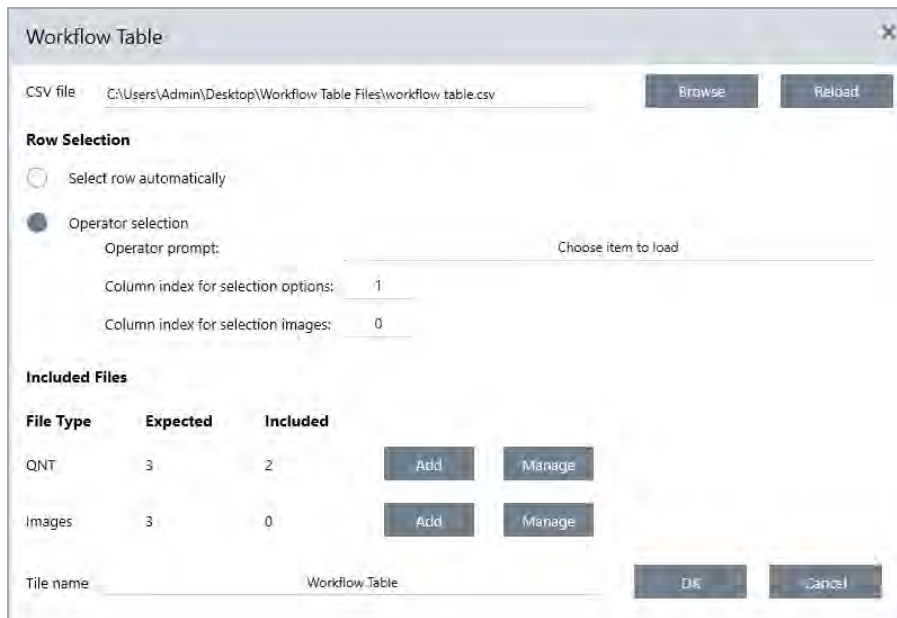 Workflow Table
CSV file C:\Users\Admin\Desktop\Workflow Table Files\workflow table.csv Browse Reload
Row Selection
Select row automatically
Operator selection
Operator prompt: Choose item to load
Column index for selection options: 1
Column index for selection images: 0
Included Files
File Type Expected Included
QNT 3 2 Add Manage
Images 3 0 Add Manage
Tile name Workflow Table OK Cancel